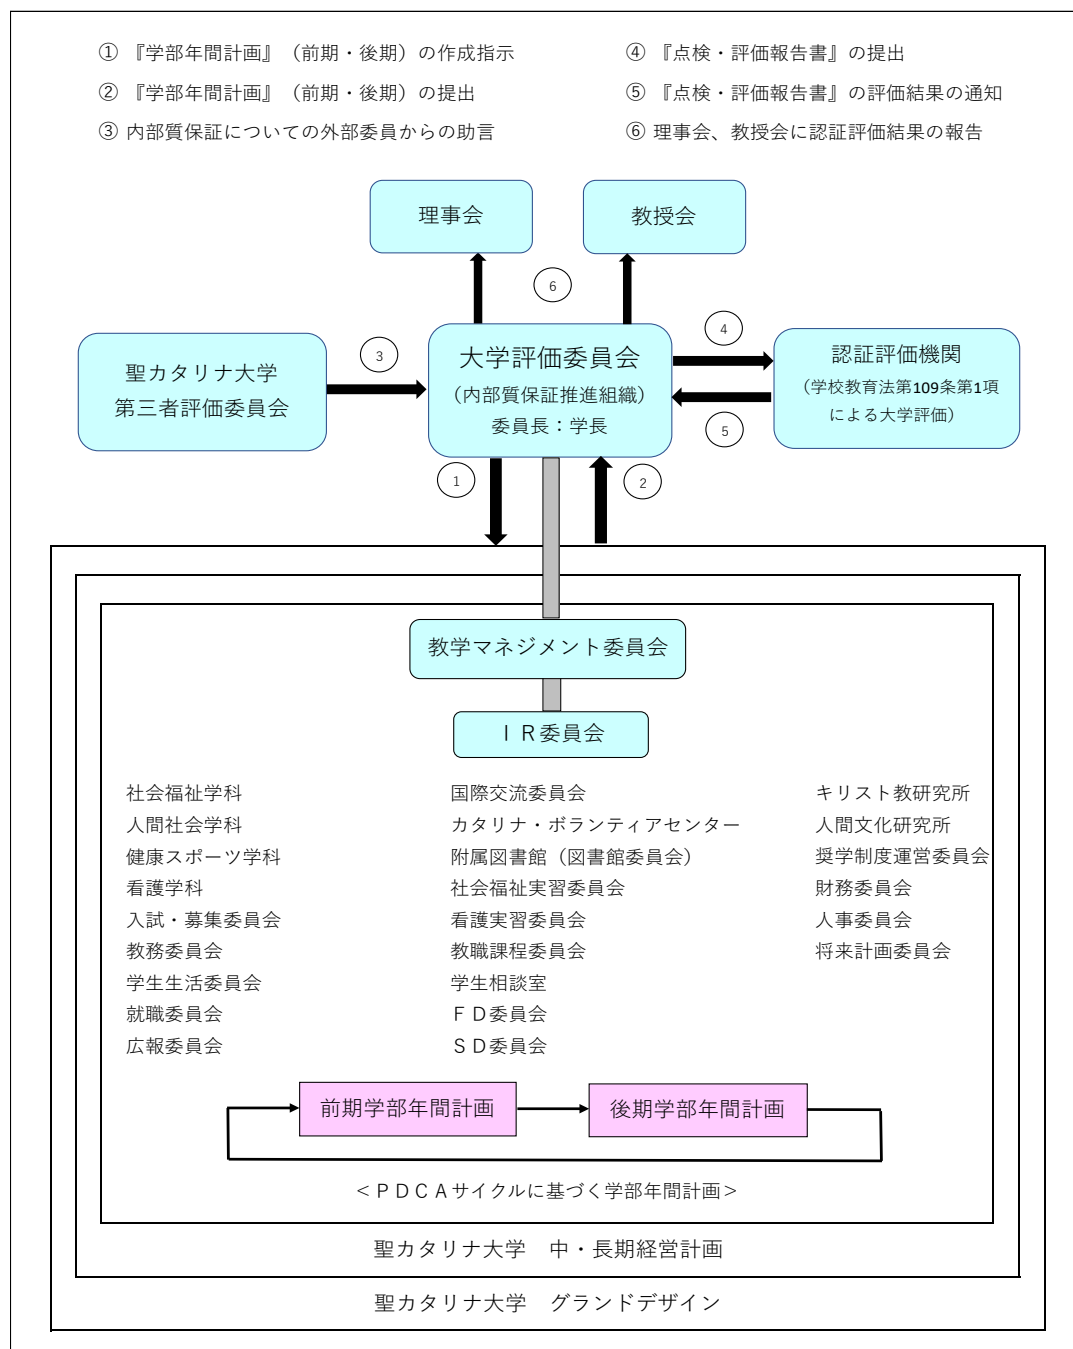 ① 『学部年間計画』（前期・後期）の作成指示
② 『学部年間計画』（前期・後期）の提出
③ 内部質保証についての外部委員からの助言
④ 『点検・評価報告書』の提出
⑤ 『点検・評価報告書』の評価結果の通知
⑥ 理事会、教授会に認証評価結果の報告
理事会
教授会
6
聖カタリナ大学
第三者評価委員会
3
大学評価委員会
（内部質保証推進組織）
委員長：学長
4
5
認証評価機関
（学校教育法第109条第1項
による大学評価）
1
2
教学マネジメント委員会
ＩＲ委員会
社会福祉学科
人間社会学科
健康スポーツ学科
看護学科
入試・募集委員会
教務委員会
学生生活委員会
就職委員会
広報委員会
国際交流委員会
カタリナ・ボランティアセンター
附属図書館（図書館委員会）
社会福祉実習委員会
看護実習委員会
教職課程委員会
学生相談室
ＦＤ委員会
ＳＤ委員会
キリスト教研究所
人間文化研究所
奨学制度運営委員会
財務委員会
人事委員会
将来計画委員会
前期学部年間計画
後期学部年間計画
＜ＰＤＣＡサイクルに基づく学部年間計画＞
聖カタリナ大学　中・長期経営計画
聖カタリナ大学　グランドデザイン